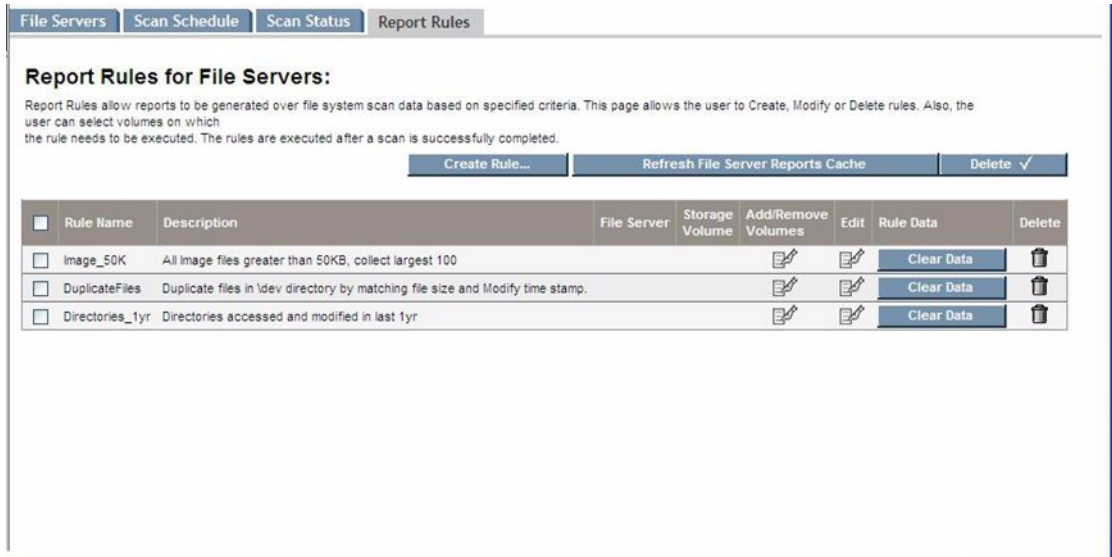 File Servers Scan Schedule Scan Status Report Rules
Report Rules for File Servers:
Report Rules allow reports to be generated over file system scan data based on specified criteria. This page allows the user to Create, Modify or Delete rules. Also, the
user can select volumes on which
the rule needs to be executed. The rules are executed after a scan is successfully completed.
Create Rule... Refresh File Server Reports Cache Delete ✓
Rule Name Description File Server Storage Volume Add/Remove Volumes Edit Rule Data Delete
Image_50K All Image files greater than 50KB, collect largest 100 Clear Data
DuplicateFiles Duplicate files in \dev directory by matching file size and Modify time stamp. Clear Data
Directories_1yr Directories accessed and modified in last 1yr Clear Data